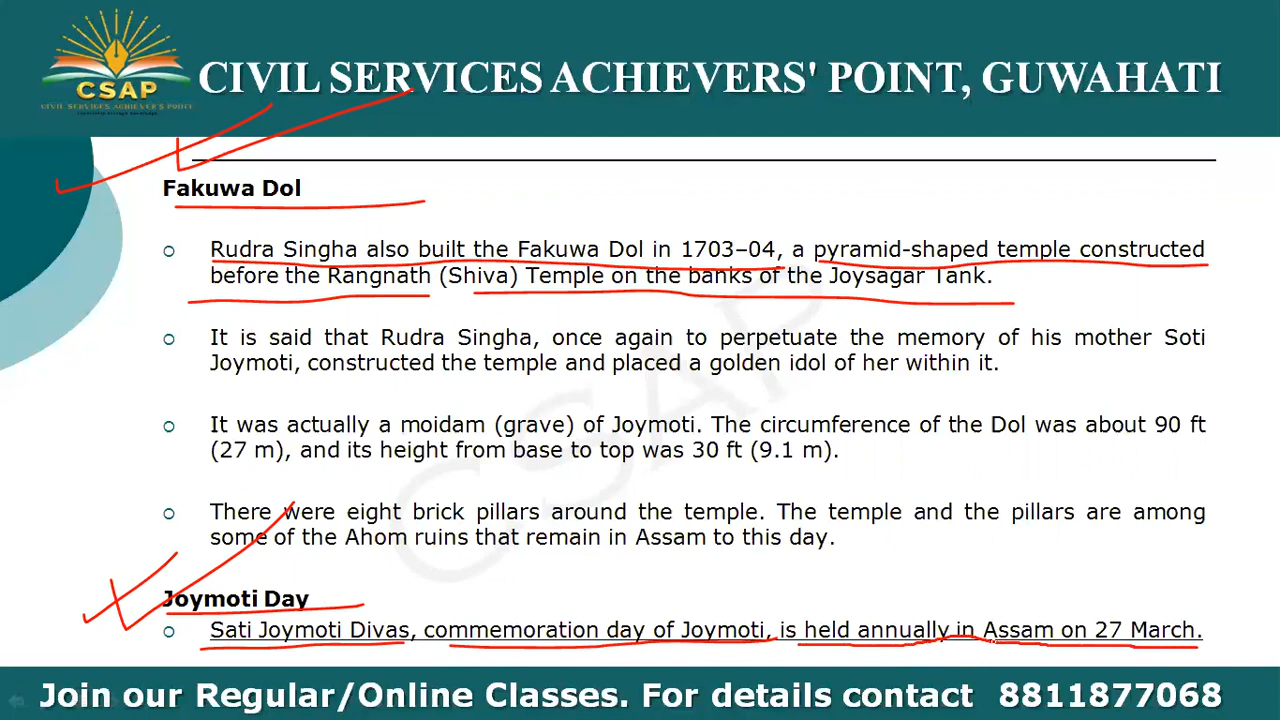 CSAP
CIVIL SERVICES ACHIEVER'S POINT
CIVIL SERVICES ACHIEVERS' POINT, GUWAHATI
Fakuwa Dol
Rudra Singha also built the Fakuwa Dol in 1703–04, a pyramid-shaped temple constructed
before the Rangnath (Shiva) Temple on the banks of the Joysagar Tank.
It is said that Rudra Singha, once again to perpetuate the memory of his mother Soti
Joymoti, constructed the temple and placed a golden idol of her within it.
It was actually a moidam (grave) of Joymoti. The circumference of the Dol was about 90 ft
(27 m), and its height from base to top was 30 ft (9.1 m).
There were eight brick pillars around the temple. The temple and the pillars are among
some of the Ahom ruins that remain in Assam to this day.
Joymoti Day
Sati Joymoti Divas, commemoration day of Joymoti, is held annually in Assam on 27 March.
CSAP
Join our Regular/Online Classes. For details contact 8811877068